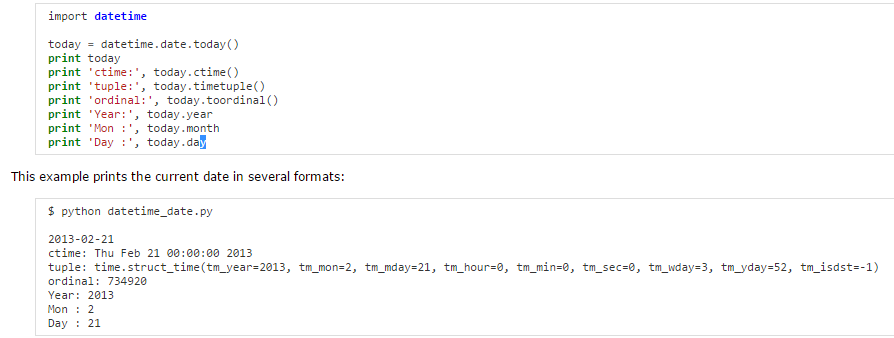 import datetime
today = datetime.date.today()
print today
print 'ctime:', today.ctime()
print 'tuple:', today.timetuple()
print 'ordinal:', today.toordinal()
print 'Year:', today.year
print 'Mon :', today.month
print 'Day :', today.day
This example prints the current date in several formats:
$ python datetime_date.py
2013-02-21
ctime: Thu Feb 21 00:00:00 2013
tuple: time.struct_time(tm_year=2013, tm_mon=2, tm_mday=21, tm_hour=0, tm_min=0, tm_sec=0, tm_wday=3, tm_yday=52, tm_isdst=-1)
ordinal: 734920
Year: 2013
Mon : 2
Day : 21